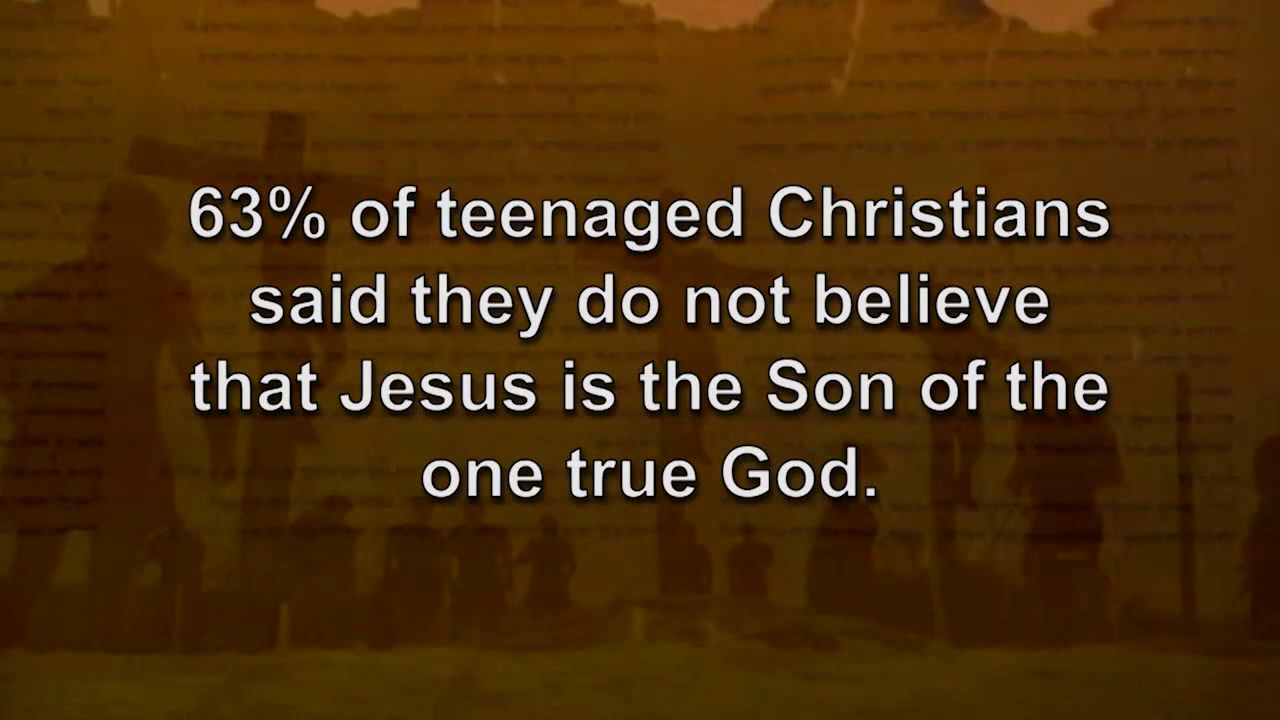 63% of teenaged Christians
said they do not believe
that Jesus is the Son of the
one true God.